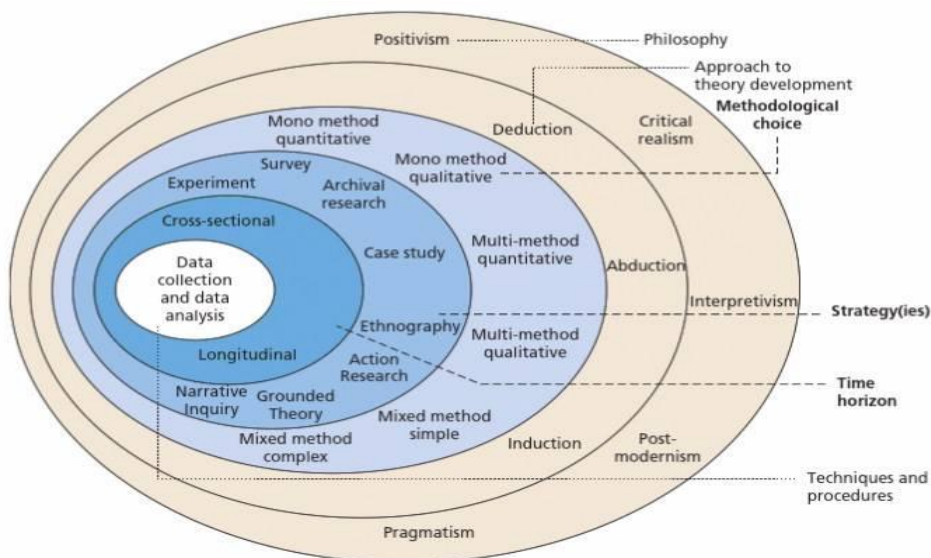 Positivism
Philosophy
Approach to
theory development
Methodological
choice
Deduction
Critical
realism
Mono method
quantitative
Mono method
qualitative
Survey
Experiment
Archival
research
Cross-sectional
Case study
Multi-method
quantitative
Data
collection
and data
analysis
Abduction
Interpretivism
Strategy(ies)
Ethnography
Multi-method
qualitative
Longitudinal
Action
Research
Time
horizon
Narrative
Inquiry
Grounded
Theory
Mixed method
simple
Mixed method
complex
Induction
Post-
modernism
Techniques and
procedures
Pragmatism